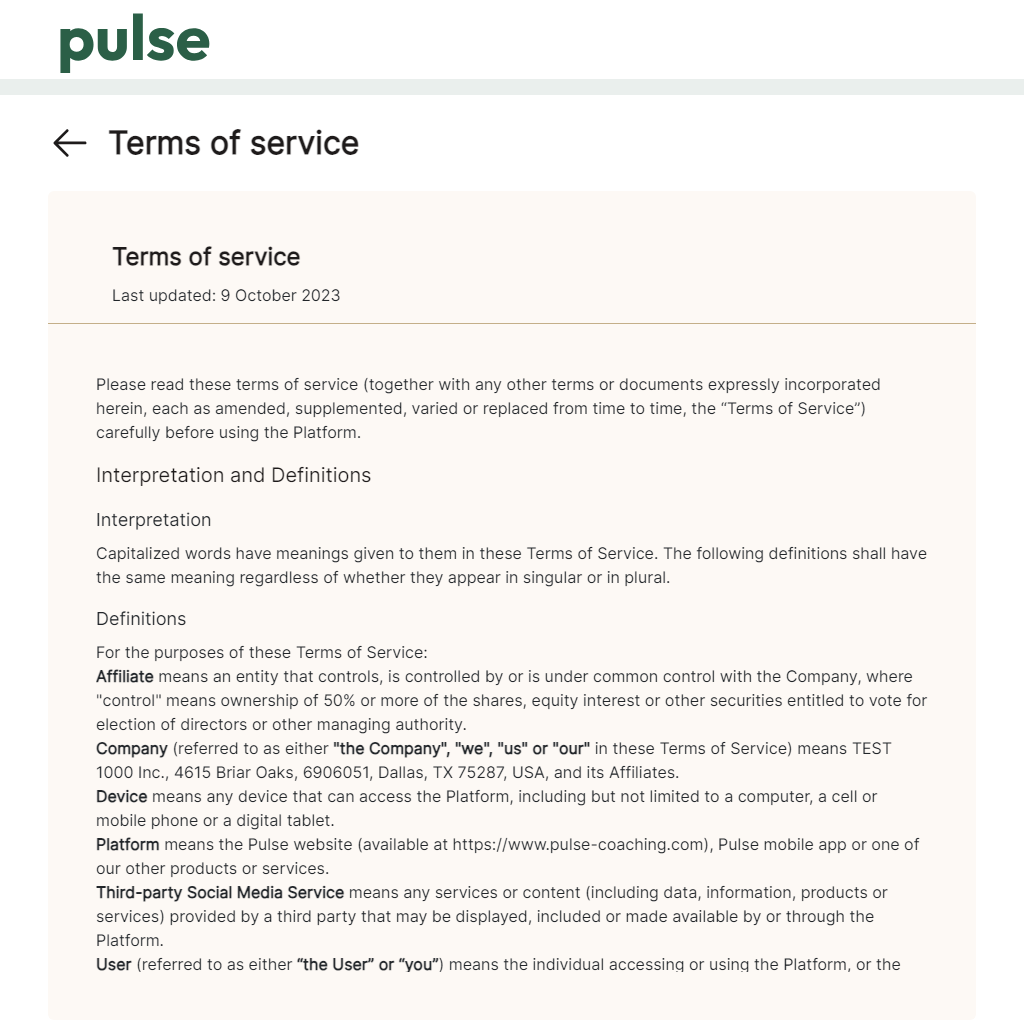 pulse
Terms of service
Terms of service
Last updated: 9 October 2023
Please read these terms of service (together with any other terms or documents expressly incorporated
herein, each as amended, supplemented, varied or replaced from time to time, the “Terms of Service”)
carefully before using the Platform.
Interpretation and Definitions
Interpretation
Capitalized words have meanings given to them in these Terms of Service. The following definitions shall have
the same meaning regardless of whether they appear in singular or in plural.
Definitions
For the purposes of these Terms of Service:
Affiliate means an entity that controls, is controlled by or is under common control with the Company, where
"control" means ownership of 50% or more of the shares, equity interest or other securities entitled to vote for
election of directors or other managing authority.
Company (referred to as either "the Company", "we", "us" or "our" in these Terms of Service) means TEST
1000 Inc., 4615 Briar Oaks, 6906051, Dallas, TX 75287, USA, and its Affiliates.
Device means any device that can access the Platform, including but not limited to a computer, a cell or
mobile phone or a digital tablet.
Platform means the Pulse website (available at https://www.pulse-coaching.com), Pulse mobile app or one of
our other products or services.
Third-party Social Media Service means any services or content (including data, information, products or
services) provided by a third party that may be displayed, included or made available by or through the
Platform.
User (referred to as either “the User” or “you”) means the individual accessing or using the Platform, or the